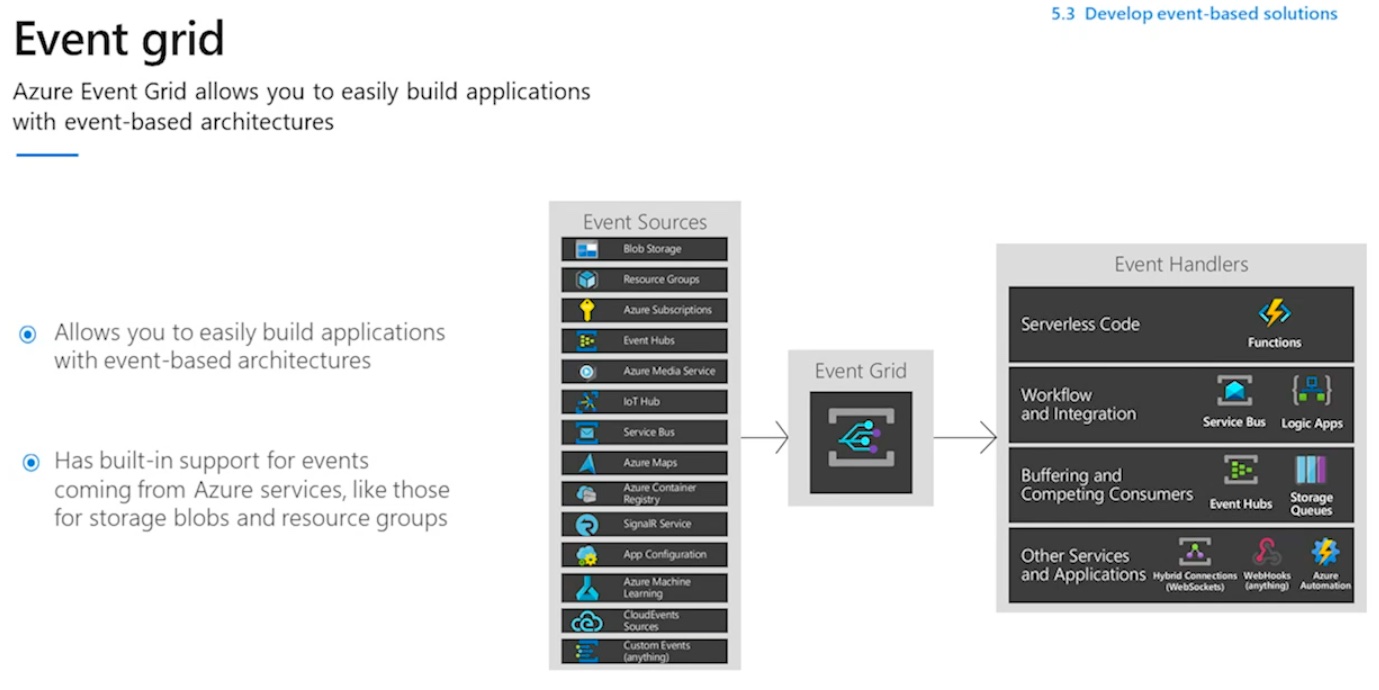 5.3 Develop event-based solutions
Event grid
Azure Event Grid allows you to easily build applications
with event-based architectures
Allows you to easily build applications
with event-based architectures
Has built-in support for events
coming from Azure services, like those
for storage blobs and resource groups
Event Sources
Blob Storage
Resource Groups
Azure Subscriptions
Event Hubs
Azure Media Service
IoT Hub
Service Bus
Azure Maps
Azure Container
Registry
SignalR Service
App Configuration
Azure Machine
Learning
CloudEvents
Sources
Custom Events
(anything)
Event Grid
Event Handlers
Serverless Code
Functions
Workflow
and Integration
Service Bus
Logic Apps
Buffering and
Competing Consumers
Event Hubs
Storage
Queues
Other Services
and Applications
Hybrid Connections
(WebSockets)
WebHooks
(anything)
Azure
Automation